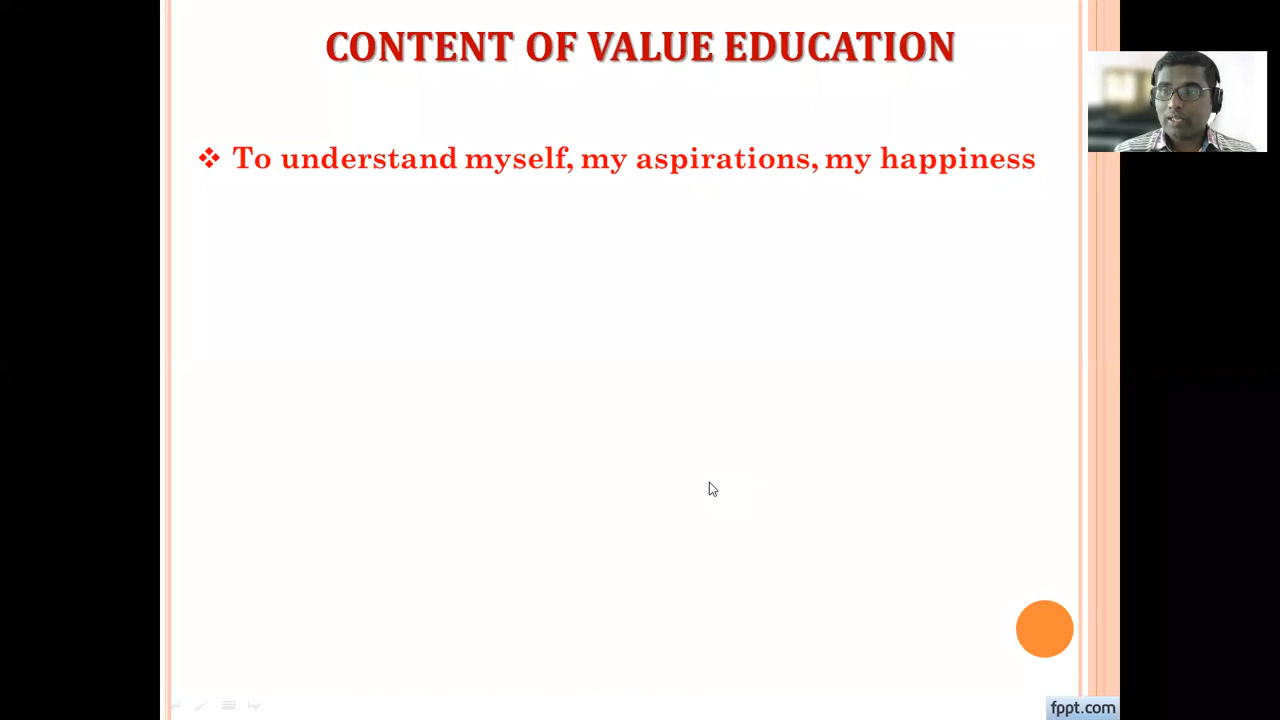 CONTENT OF VALUE EDUCATION
❖ To understand myself, my aspirations, my happiness
fppt.com